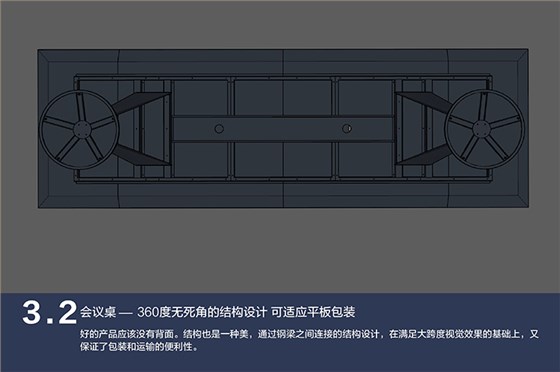 3.2 会议桌 — 360度无死角的结构设计 可适应平板包装
好的产品应该没有背面。结构也是一种美，通过钢梁之间连接的结构设计，在满足大跨度视觉效果的基础上，又
保证了包装和运输的便利性。